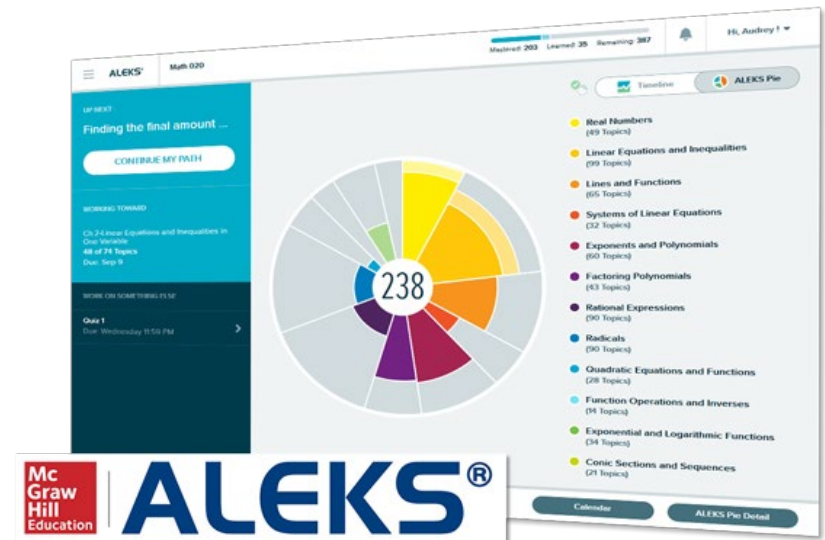 ALEKS®
Math 020
Mastered: 203 Learned: 35 Remaining: 387
Hi, Audrey !
UP NEXT
Finding the final amount ...
CONTINUE MY PATH
WORKING TOWARD
Ch 2-Linear Equations and Inequalities in
One Variable
48 of 74 Topics
Due: Sep 9
WORK ON SOMETHING ELSE
Quiz 1
Due: Wednesday 11:59 PM
238
Timeline
ALEKS Pie
Real Numbers
(49 Topics)
Linear Equations and Inequalities
(99 Topics)
Lines and Functions
(65 Topics)
Systems of Linear Equations
(32 Topics)
Exponents and Polynomials
(60 Topics)
Factoring Polynomials
(43 Topics)
Rational Expressions
(90 Topics)
Radicals
(90 Topics)
Quadratic Equations and Functions
(28 Topics)
Function Operations and Inverses
(14 Topics)
Exponential and Logarithmic Functions
(34 Topics)
Conic Sections and Sequences
(21 Topics)
Calendar
ALEKS Pie Detail
Mc
Graw
Hill
Education
ALEKS®